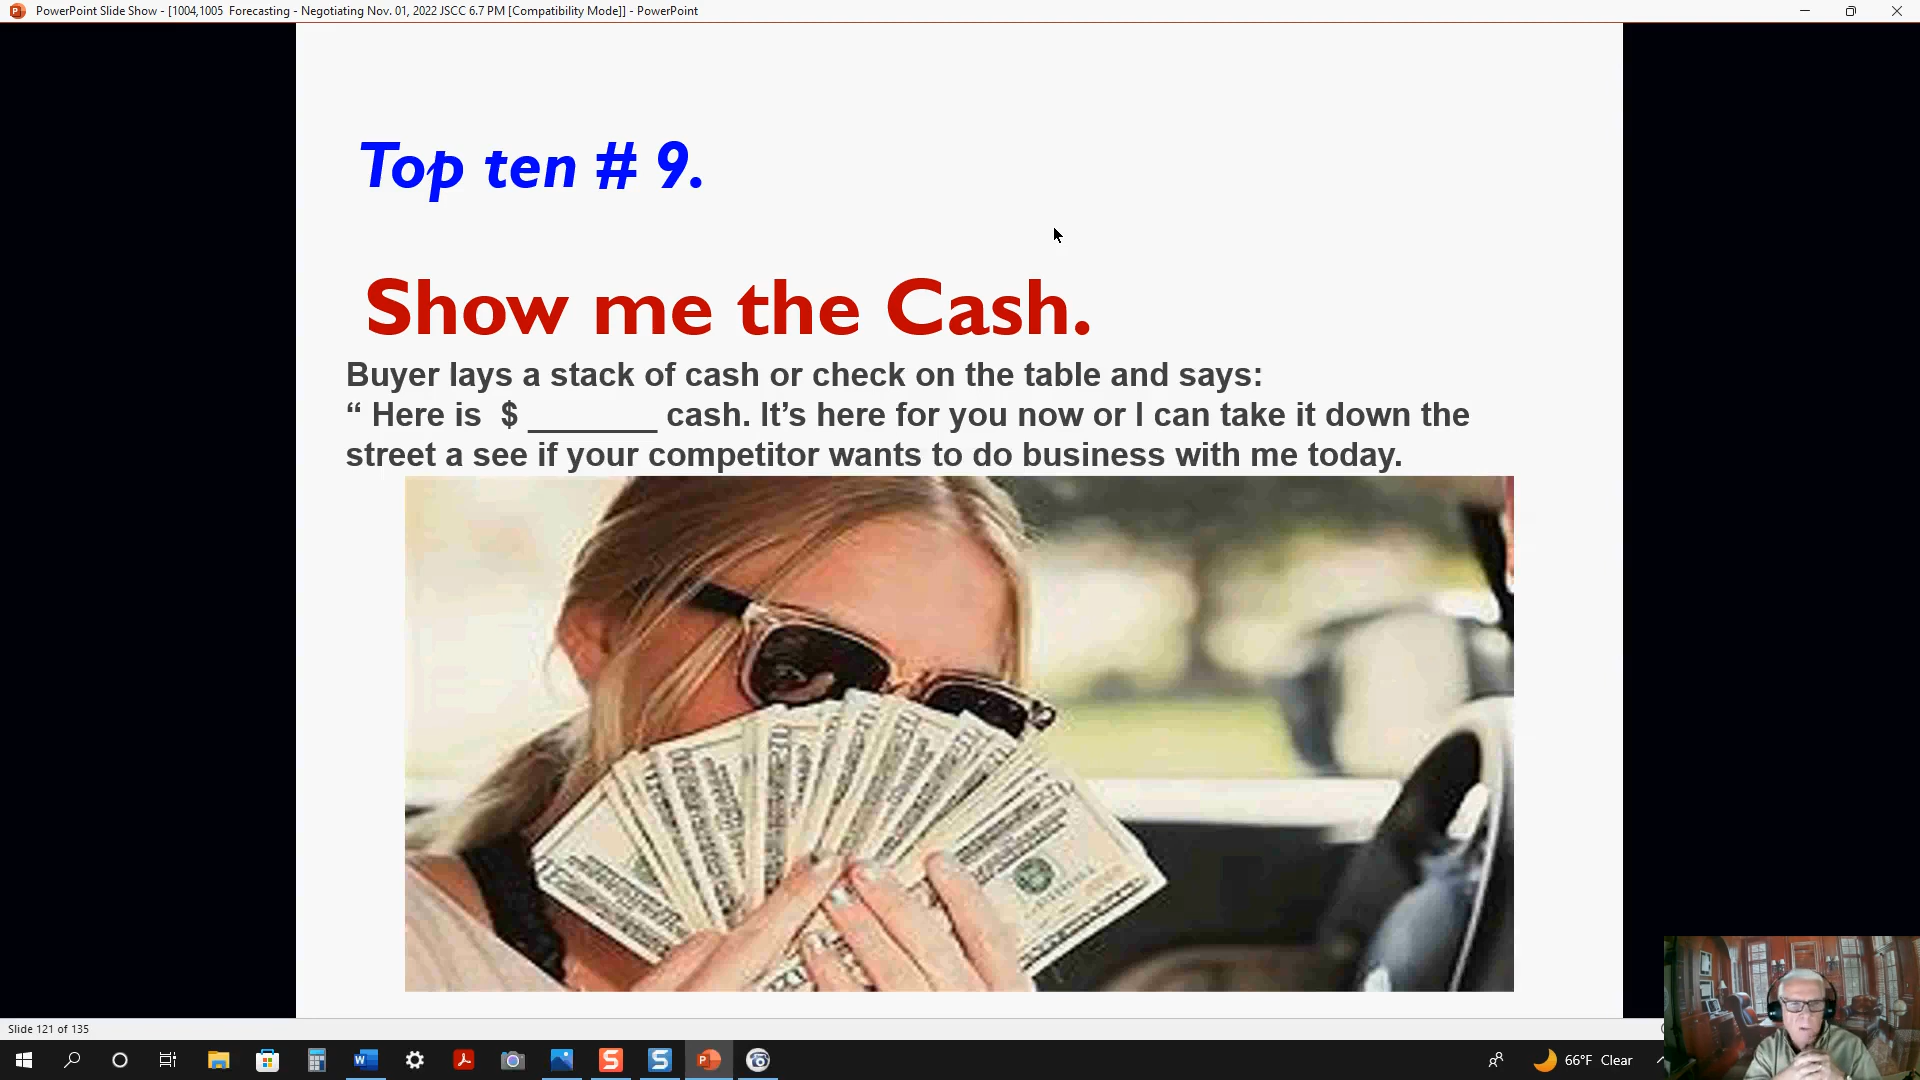 PowerPoint Slide Show - [1004,1005 Forecasting - Negotiating Nov. 01, 2022 JSCC 6.7 PM [Compatibility Mode]] - PowerPoint
Top ten # 9.
Show me the Cash.
Buyer lays a stack of cash or check on the table and says:
“ Here is $ _______ cash. It’s here for you now or I can take it down the
street a see if your competitor wants to do business with me today.
Slide 121 of 135
66°F Clear